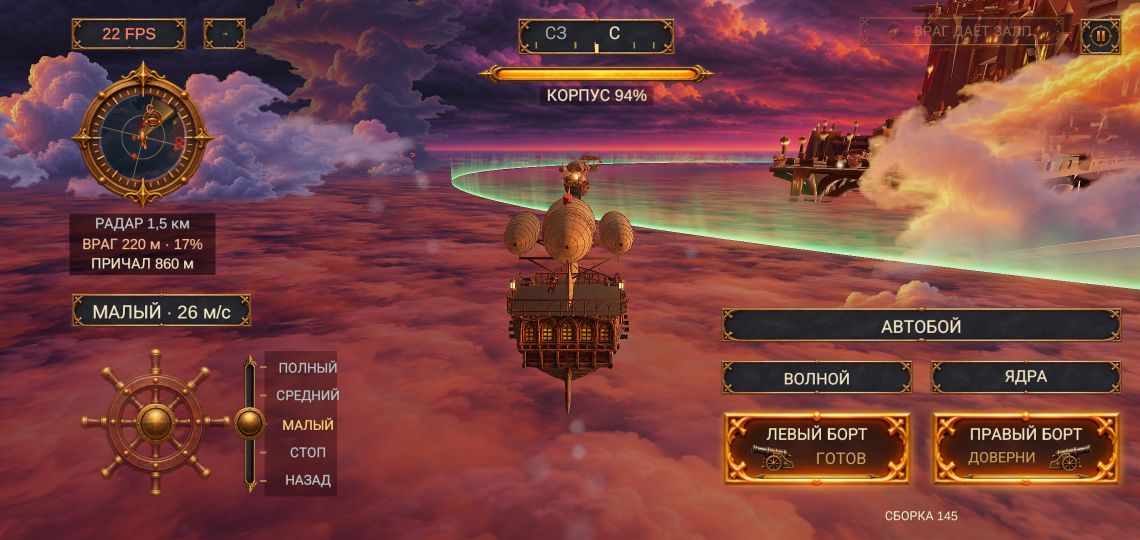 22 FPS
СЗ С
ВРАГ ДАЕТ ЗАЛП
КОРПУС 94%
РАДАР 1,5 км
ВРАГ 220 м · 17%
ПРИЧАЛ 860 м
МАЛЫЙ · 26 м/с
ПОЛНЫЙ
СРЕДНИЙ
МАЛЫЙ
СТОП
НАЗАД
АВТОБОЙ
ВОЛНОЙ
ЯДРА
ЛЕВЫЙ БОРТ
ГОТОВ
ПРАВЫЙ БОРТ
ДОВЕРНИ
СБОРКА 145